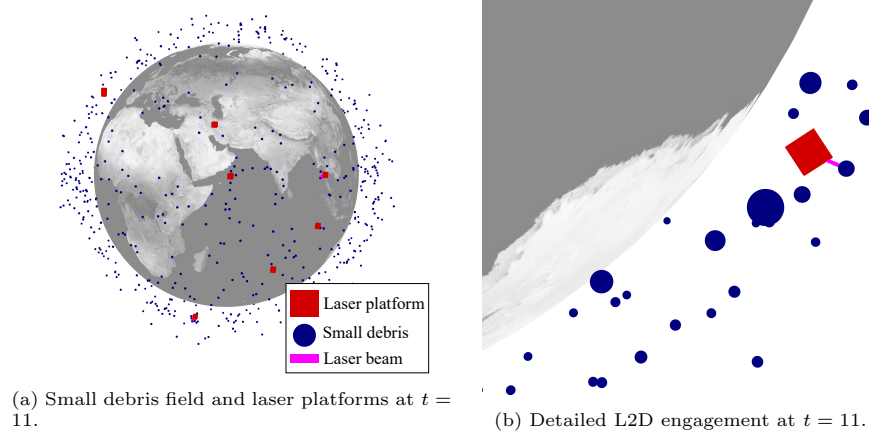 Laser platform
Small debris
Laser beam
(a) Small debris field and laser platforms at t =
11.
(b) Detailed L2D engagement at t = 11.